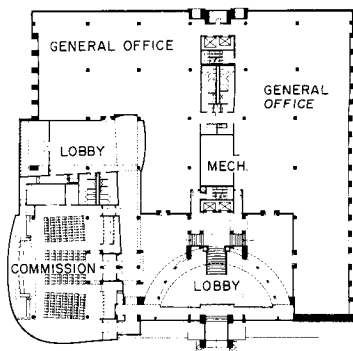 GENERAL OFFICE
GENERAL
OFFICE
LOBBY
MECH.
COMMISSION
LOBBY